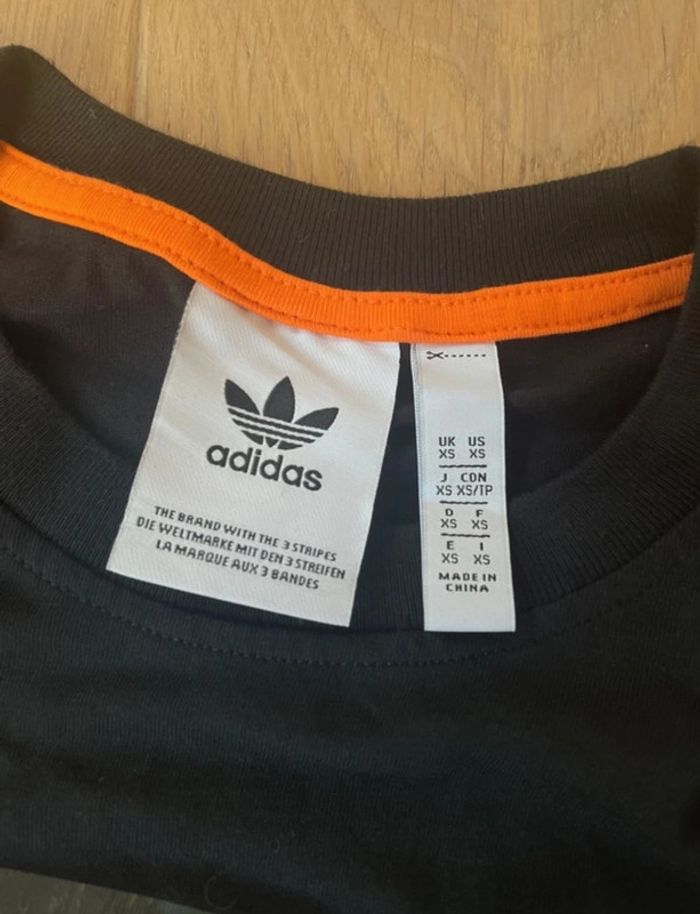 adidas
THE BRAND WITH THE 3 STRIPES
DIE WELTMARKE MIT DEN 3 STREIFEN
LA MARQUE AUX 3 BANDES
UK US
XS XS
J CDN
XS XS/TP
D F
XS XS
E I
XS XS
MADE IN
CHINA